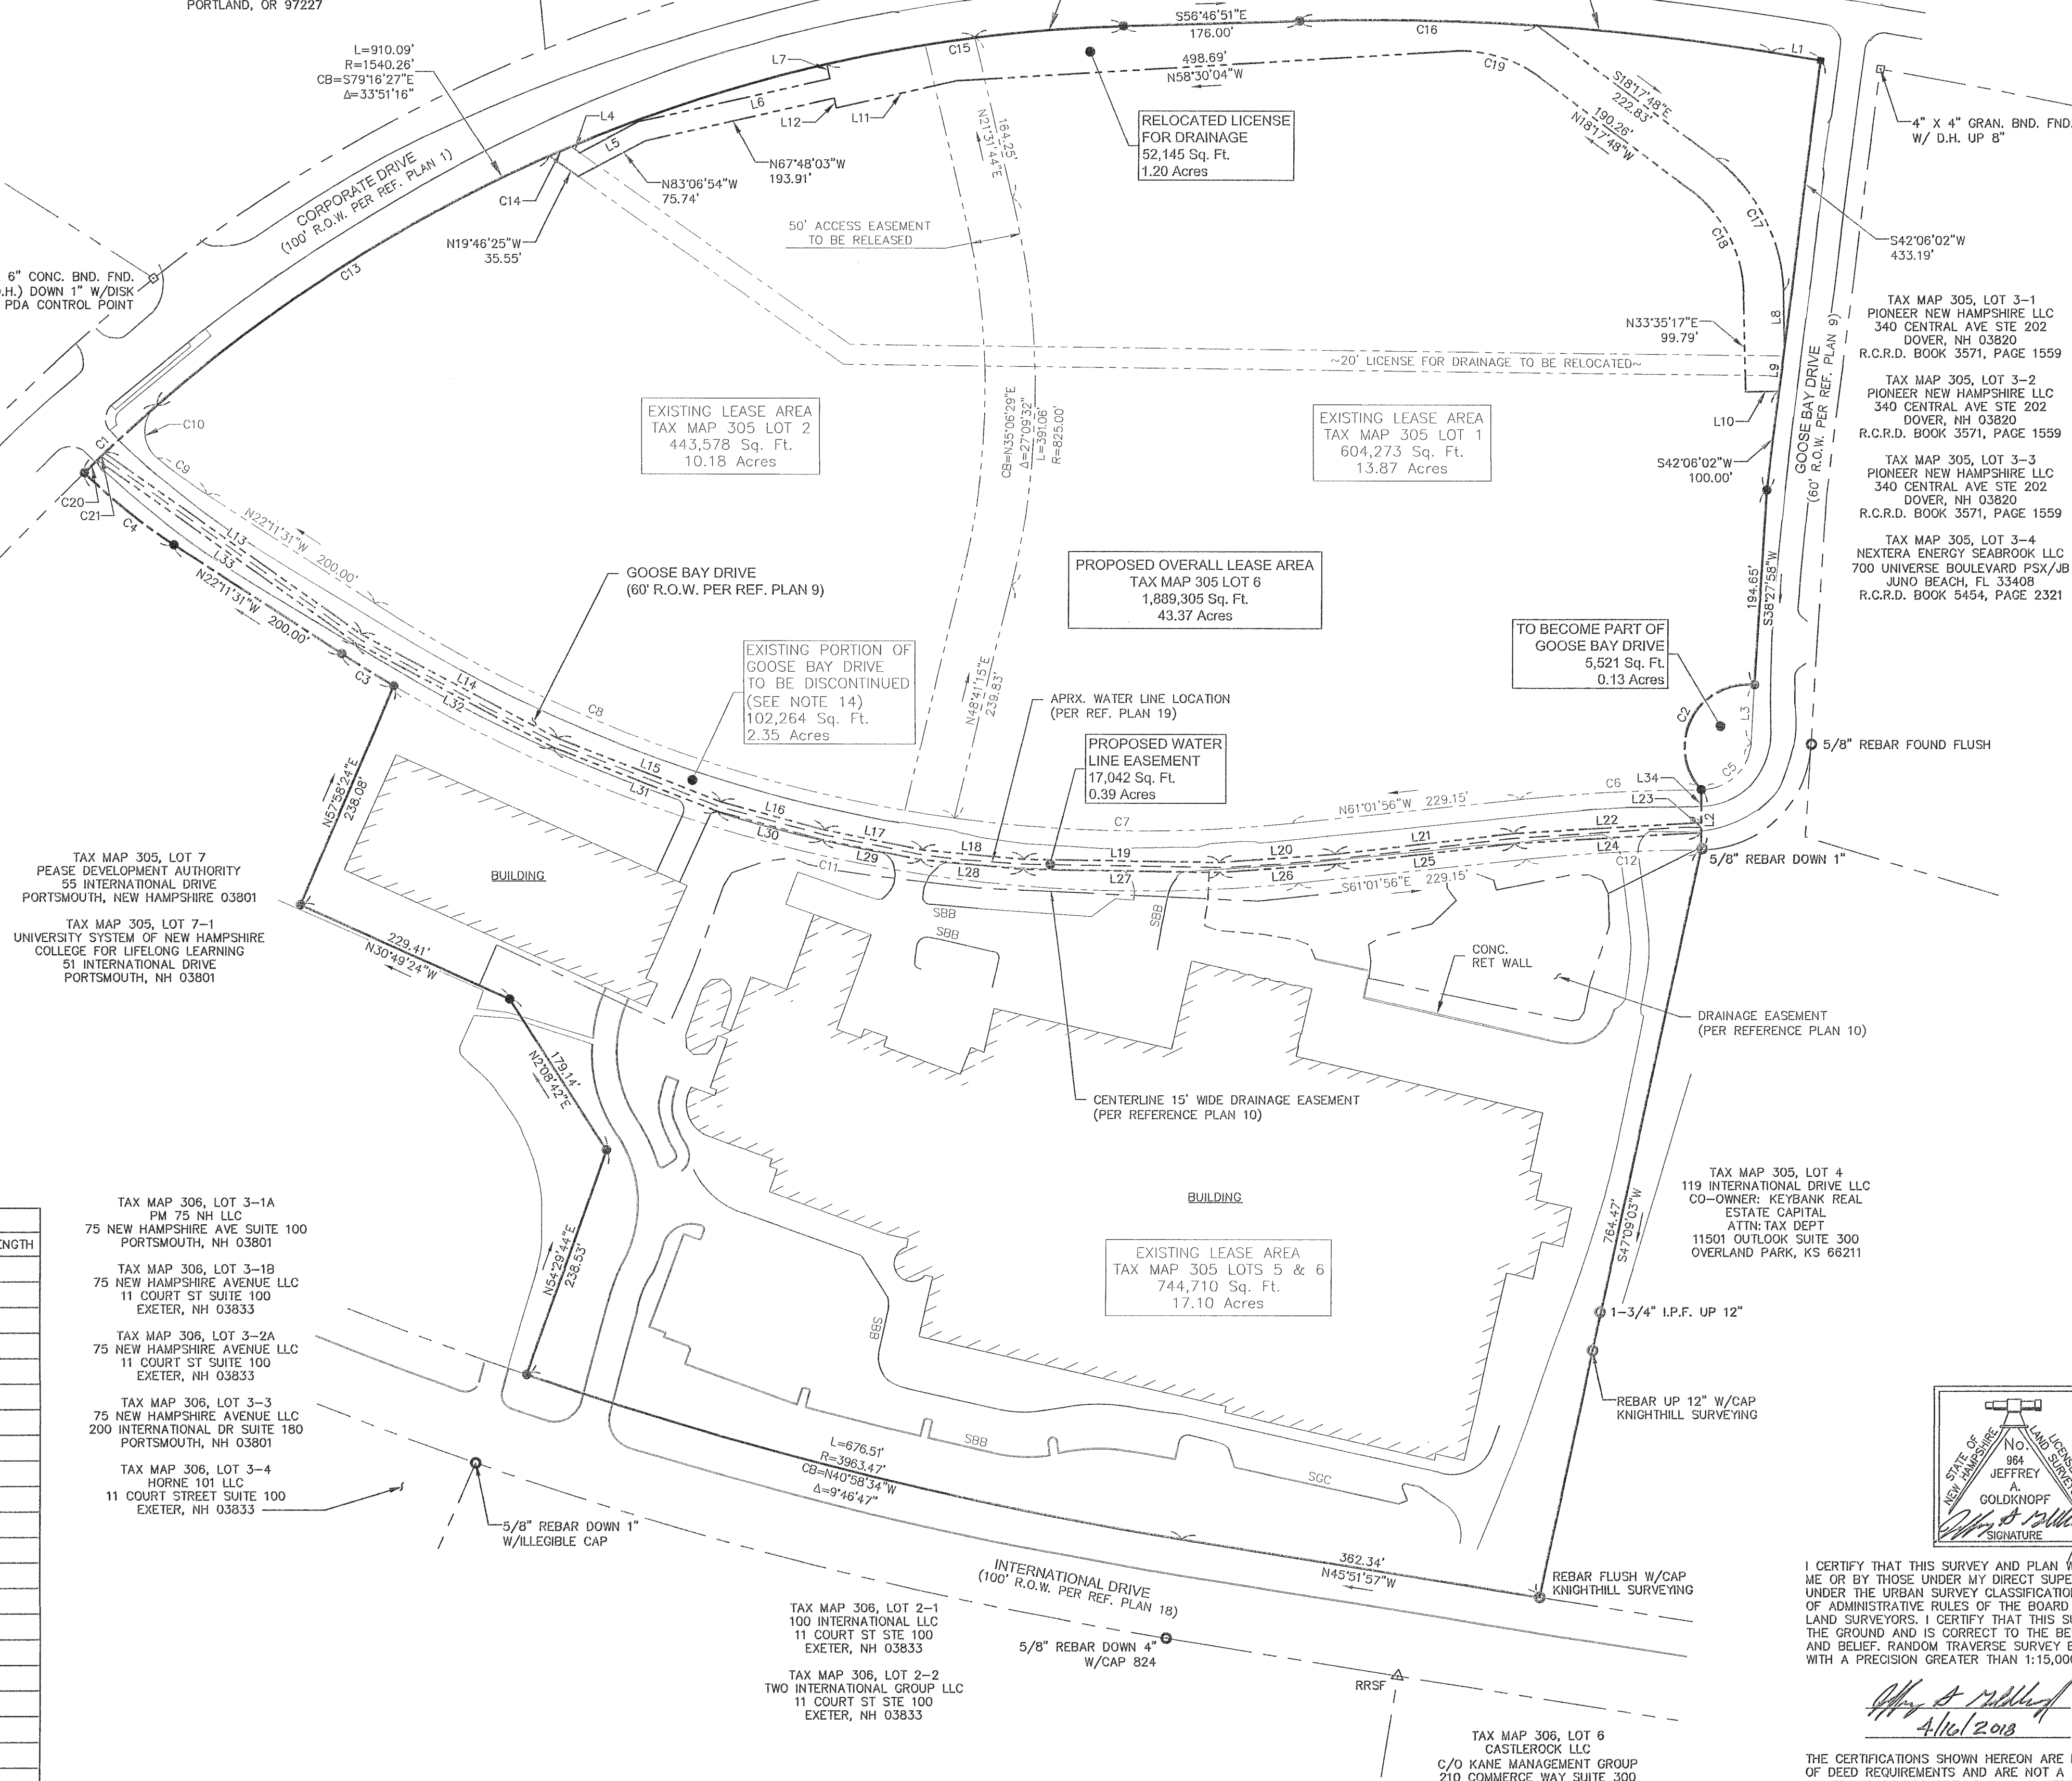 PORTLAND, OR 97227
L=910.09'
R=1540.26'
CB=S79°16'27"E
Δ=33°51'16"
S56°46'51"E
176.00'
C15
C16
L1
L7
498.69'
N58°30'04"W
C19
S18°17'48"E
222.83'
190.26'
N18°17'48"W
L4
L6
L12
L11
L5
N21°31'44"E
164.25'
RELOCATED LICENSE
FOR DRAINAGE
52,145 Sq. Ft.
1.20 Acres
4" X 4" GRAN. BND. FND.
W/ D.H. UP 8"
CORPORATE DRIVE
(100' R.O.W. PER REF. PLAN 1)
N67°48'03"W
193.91'
N83°06'54"W
75.74'
C14
N19°46'25"W
35.55'
C13
50' ACCESS EASEMENT
TO BE RELEASED
C17
C18
S42°06'02"W
433.19'
6" CONC. BND. FND.
.H.) DOWN 1" W/DISK
PDA CONTROL POINT
N33°35'17"E
99.79'
L8
L9
L10
~20' LICENSE FOR DRAINAGE TO BE RELOCATED~
GOOSE BAY DRIVE
(60' R.O.W. PER REF. PLAN 9)
TAX MAP 305, LOT 3-1
PIONEER NEW HAMPSHIRE LLC
340 CENTRAL AVE STE 202
DOVER, NH 03820
R.C.R.D. BOOK 3571, PAGE 1559
TAX MAP 305, LOT 3-2
PIONEER NEW HAMPSHIRE LLC
340 CENTRAL AVE STE 202
DOVER, NH 03820
R.C.R.D. BOOK 3571, PAGE 1559
TAX MAP 305, LOT 3-3
PIONEER NEW HAMPSHIRE LLC
340 CENTRAL AVE STE 202
DOVER, NH 03820
R.C.R.D. BOOK 3571, PAGE 1559
TAX MAP 305, LOT 3-4
NEXTERA ENERGY SEABROOK LLC
700 UNIVERSE BOULEVARD PSX/JB
JUNO BEACH, FL 33408
R.C.R.D. BOOK 5454, PAGE 2321
EXISTING LEASE AREA
TAX MAP 305 LOT 2
443,578 Sq. Ft.
10.18 Acres
CB=N35°06'29"E
Δ=27°09'32"
L=391.06'
R=825.00'
EXISTING LEASE AREA
TAX MAP 305 LOT 1
604,273 Sq. Ft.
13.87 Acres
S42°06'02"W
100.00'
C1
C10
C9
C20
C21
C4
L13
L33
N22°11'31"W 200.00'
N22°11'31"W
200.00'
C3
GOOSE BAY DRIVE
(60' R.O.W. PER REF. PLAN 9)
PROPOSED OVERALL LEASE AREA
TAX MAP 305 LOT 6
1,889,305 Sq. Ft.
43.37 Acres
194.65'
S38°27'58"W
TO BECOME PART OF
GOOSE BAY DRIVE
5,521 Sq. Ft.
0.13 Acres
EXISTING PORTION OF
GOOSE BAY DRIVE
TO BE DISCONTINUED
(SEE NOTE 14)
102,264 Sq. Ft.
2.35 Acres
N48°41'15"E
239.83'
APRX. WATER LINE LOCATION
(PER REF. PLAN 19)
PROPOSED WATER
LINE EASEMENT
17,042 Sq. Ft.
0.39 Acres
L14
L32
C8
L15
L31
L16
L30
L17
L29
C11
L18
L28
L19
L27
C7
L20
L26
L21
L25
N61°01'56"W 229.15'
S61°01'56"E 229.15'
C6
L22
L24
C12
L34
L23
L2
C5
L3
C2
5/8" REBAR FOUND FLUSH
5/8" REBAR DOWN 1"
N57°58'24"E
238.08'
TAX MAP 305, LOT 7
PEASE DEVELOPMENT AUTHORITY
55 INTERNATIONAL DRIVE
PORTSMOUTH, NEW HAMPSHIRE 03801
TAX MAP 305, LOT 7-1
UNIVERSITY SYSTEM OF NEW HAMPSHIRE
COLLEGE FOR LIFELONG LEARNING
51 INTERNATIONAL DRIVE
PORTSMOUTH, NH 03801
BUILDING
229.41'
N30°49'24"W
SBB
SBB
SBB
CONC.
RET WALL
DRAINAGE EASEMENT
(PER REFERENCE PLAN 10)
179.14'
N2°08'42"E
CENTERLINE 15' WIDE DRAINAGE EASEMENT
(PER REFERENCE PLAN 10)
BUILDING
EXISTING LEASE AREA
TAX MAP 305 LOTS 5 & 6
744,710 Sq. Ft.
17.10 Acres
764.47'
S47°09'03"W
TAX MAP 305, LOT 4
119 INTERNATIONAL DRIVE LLC
CO-OWNER: KEYBANK REAL
ESTATE CAPITAL
ATTN: TAX DEPT
11501 OUTLOOK SUITE 300
OVERLAND PARK, KS 66211
N54°29'44"E
238.53'
ENGTH
TAX MAP 306, LOT 3-1A
PM 75 NH LLC
75 NEW HAMPSHIRE AVE SUITE 100
PORTSMOUTH, NH 03801
TAX MAP 306, LOT 3-1B
75 NEW HAMPSHIRE AVENUE LLC
11 COURT ST SUITE 100
EXETER, NH 03833
TAX MAP 306, LOT 3-2A
75 NEW HAMPSHIRE AVENUE LLC
11 COURT ST SUITE 100
EXETER, NH 03833
TAX MAP 306, LOT 3-3
75 NEW HAMPSHIRE AVENUE LLC
200 INTERNATIONAL DR SUITE 180
PORTSMOUTH, NH 03801
TAX MAP 306, LOT 3-4
HORNE 101 LLC
11 COURT STREET SUITE 100
EXETER, NH 03833
SBB
SBB
SGC
1-3/4" I.P.F. UP 12"
REBAR UP 12" W/CAP
KNIGHTHILL SURVEYING
L=676.51'
R=3963.47'
CB=N40°58'34"W
Δ=9°46'47"
5/8" REBAR DOWN 1"
W/ILLEGIBLE CAP
362.34'
N45°51'57"W
REBAR FLUSH W/CAP
KNIGHTHILL SURVEYING
INTERNATIONAL DRIVE
(100' R.O.W. PER REF. PLAN 18)
TAX MAP 306, LOT 2-1
100 INTERNATIONAL LLC
11 COURT ST STE 100
EXETER, NH 03833
TAX MAP 306, LOT 2-2
TWO INTERNATIONAL GROUP LLC
11 COURT ST STE 100
EXETER, NH 03833
5/8" REBAR DOWN 4"
W/CAP 824
RRSF
TAX MAP 306, LOT 6
CASTLEROCK LLC
C/O KANE MANAGEMENT GROUP
210 COMMERCE WAY SUITE 300
STATE OF
NEW HAMPSHIRE
LICENSE
LAND SURVEY
No.
964
JEFFREY
A.
GOLDKNOPF
SIGNATURE
I CERTIFY THAT THIS SURVEY AND PLAN W
ME OR BY THOSE UNDER MY DIRECT SUPE
UNDER THE URBAN SURVEY CLASSIFICATION
OF ADMINISTRATIVE RULES OF THE BOARD
LAND SURVEYORS. I CERTIFY THAT THIS SU
THE GROUND AND IS CORRECT TO THE BE
AND BELIEF. RANDOM TRAVERSE SURVEY B
WITH A PRECISION GREATER THAN 1:15,00
4/16/2018
THE CERTIFICATIONS SHOWN HEREON ARE
OF DEED REQUIREMENTS AND ARE NOT A